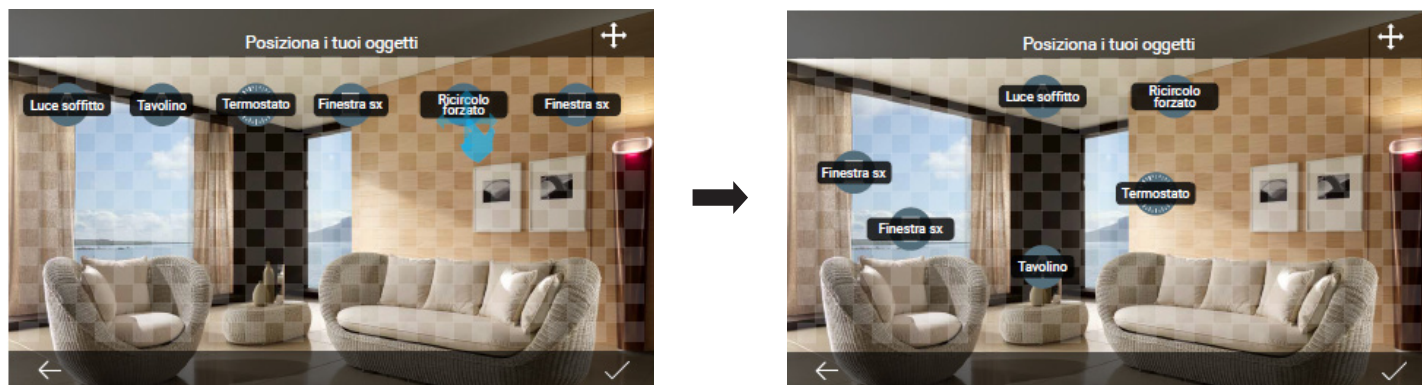 Posiziona i tuoi oggetti
Luce soffitto
Tavolino
Termostato
Finestra sx
Ricircolo
forzato
Finestra sx
Posiziona i tuoi oggetti
Luce soffitto
Ricircolo
forzato
Finestra sx
Termostato
Finestra sx
Tavolino